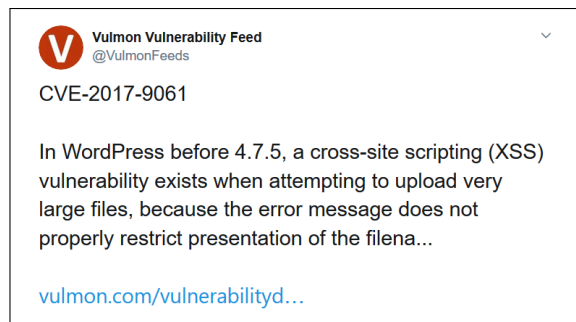 V
Vulmon Vulnerability Feed
@VulmonFeeds
CVE-2017-9061
In WordPress before 4.7.5, a cross-site scripting (XSS)
vulnerability exists when attempting to upload very
large files, because the error message does not
properly restrict presentation of the filena...
vulmon.com/vulnerabilityd...